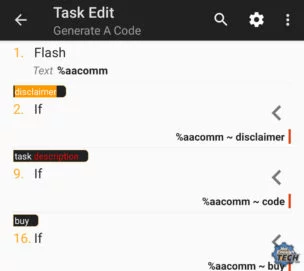 Task Edit
Generate A Code
1. Flash
Text %aacomm
disclaimer
2. If
%aacomm ~ disclaimer
task description
9. If
%aacomm ~ code
buy
16. If
%aacomm ~ buy
TECH